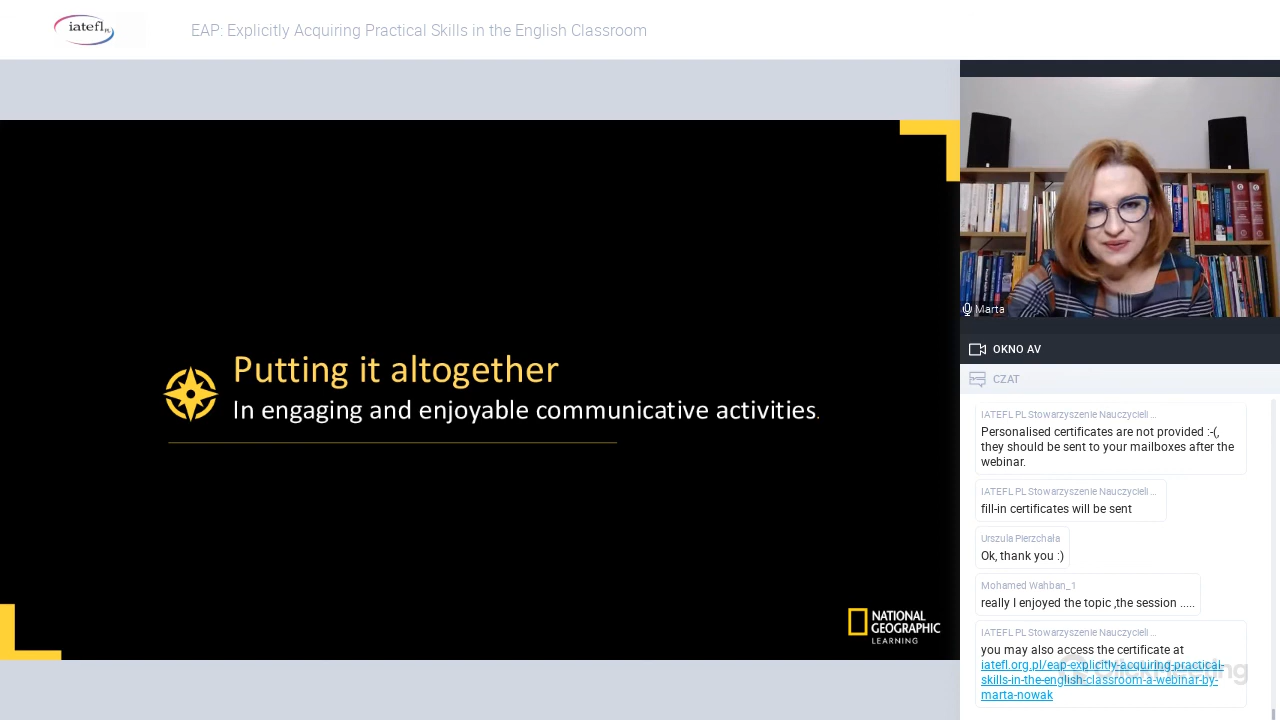 iatefl PL
EAP: Explicitly Acquiring Practical Skills in the English Classroom
Putting it altogether
In engaging and enjoyable communicative activities.
NATIONAL
GEOGRAPHIC
LEARNING
Marta
OKNO AV
CZAT
IATEFL PL Stowarzyszenie Nauczycieli ...
Personalised certificates are not provided :-(,
they should be sent to your mailboxes after the
webinar.
IATEFL PL Stowarzyszenie Nauczycieli ...
fill-in certificates will be sent
Urszula Pierzchała
Ok, thank you :)
Mohamed Wahban_1
really I enjoyed the topic ,the session .....
IATEFL PL Stowarzyszenie Nauczycieli ...
you may also access the certificate at
iatefl.org.pl/eap-explicitly-acquiring-practical-
skills-in-the-english-classroom-a-webinar-by-
marta-nowak